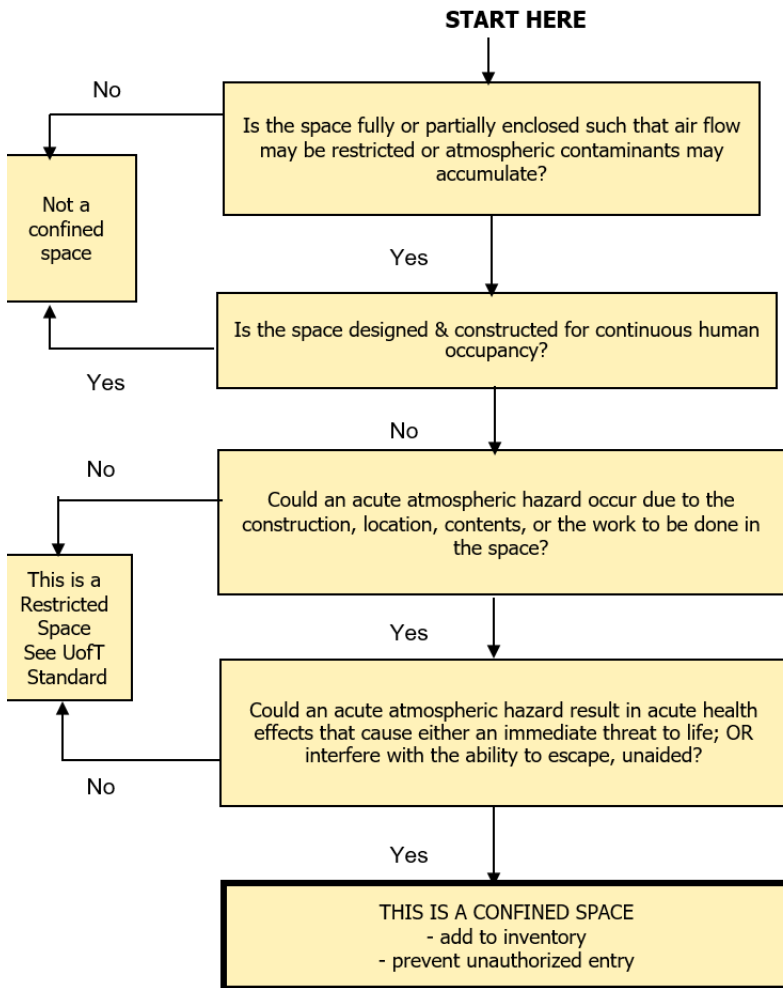 START HERE
No
Is the space fully or partially enclosed such that air flow
may be restricted or atmospheric contaminants may
accumulate?
Not a
confined
space
Yes
Is the space designed & constructed for continuous human
occupancy?
Yes
No
No
Could an acute atmospheric hazard occur due to the
construction, location, contents, or the work to be done in
the space?
This is a
Restricted
Space
See UofT
Standard
Yes
Could an acute atmospheric hazard result in acute health
effects that cause either an immediate threat to life; OR
interfere with the ability to escape, unaided?
No
Yes
THIS IS A CONFINED SPACE
- add to inventory
- prevent unauthorized entry